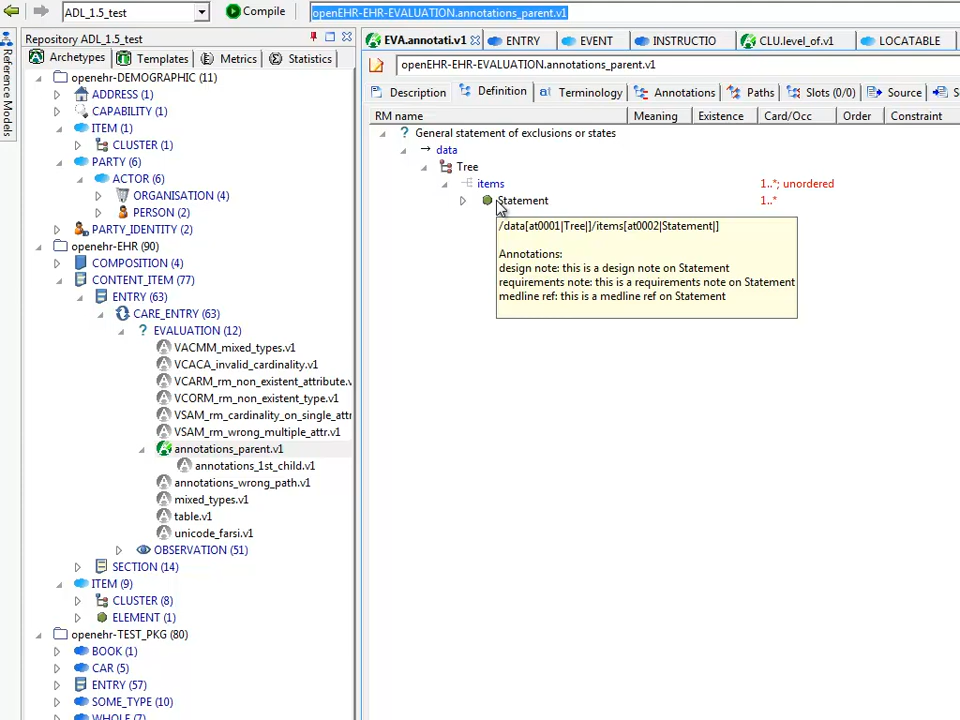 ADL_1.5_test
Compile
openEHR-EHR-EVALUATION.annotations_parent.v1
Reference Models
Repository ADL_1.5_test
Archetypes
Templates
Metrics
Statistics
openehr-DEMOGRAPHIC (11)
ADDRESS (1)
CAPABILITY (1)
ITEM (1)
CLUSTER (1)
PARTY (6)
ACTOR (6)
ORGANISATION (4)
PERSON (2)
PARTY_IDENTITY (2)
openehr-EHR (90)
COMPOSITION (4)
CONTENT_ITEM (77)
ENTRY (63)
CARE_ENTRY (63)
EVALUATION (12)
VACMM_mixed_types.v1
VCACA_invalid_cardinality.v1
VCARM_rm_non_existent_attribute.v
VCORM_rm_non_existent_type.v1
VSAM_rm_cardinality_on_single_attr
VSAM_rm_wrong_multiple_attr.v1
annotations_parent.v1
annotations_1st_child.v1
annotations_wrong_path.v1
mixed_types.v1
table.v1
unicode_farsi.v1
OBSERVATION (51)
SECTION (14)
ITEM (9)
CLUSTER (8)
ELEMENT (1)
openehr-TEST_PKG (80)
BOOK (1)
CAR (5)
ENTRY (57)
SOME_TYPE (10)
WHOLE (7)
EVA.annotati.v1
ENTRY
EVENT
INSTRUCTIO
CLU.level_of.v1
LOCATABLE
openEHR-EHR-EVALUATION.annotations_parent.v1
Description
Definition
Terminology
Annotations
Paths
Slots (0/0)
Source
S
RM name
Meaning
Existence
Card/Occ
Order
Constraint
General statement of exclusions or states
data
Tree
items 1..*; unordered
Statement 1..*
/data[at0001|Tree|]/items[at0002|Statement|]
Annotations:
design note: this is a design note on Statement
requirements note: this is a requirements note on Statement
medline ref: this is a medline ref on Statement